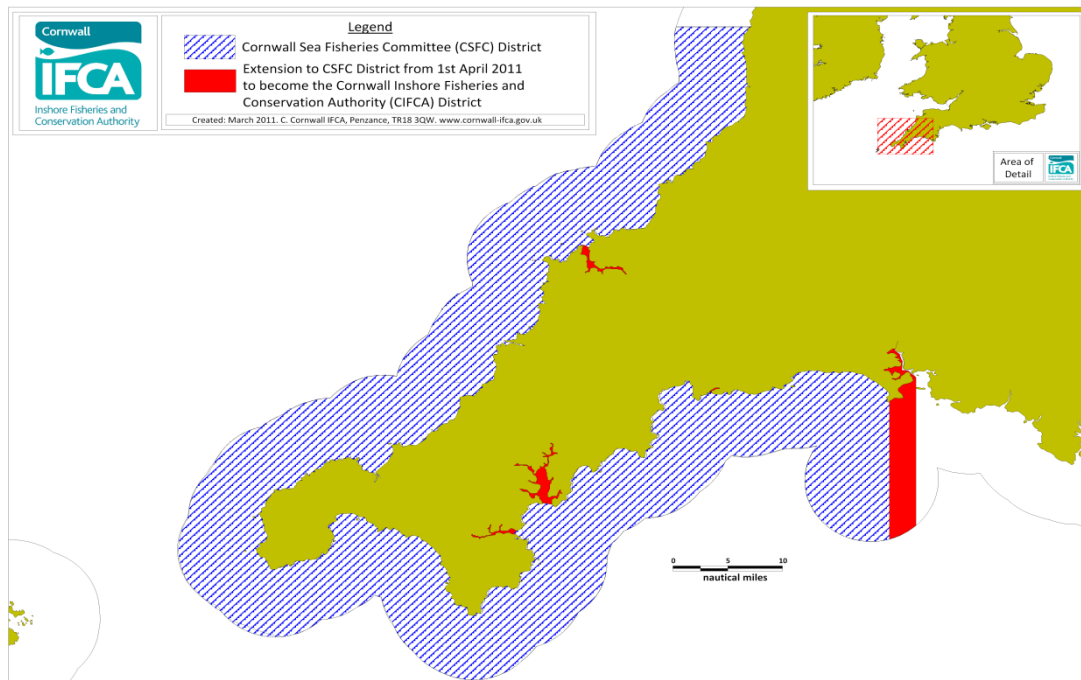 Cornwall
IFCA
Inshore Fisheries and
Conservation Authority
Legend
Cornwall Sea Fisheries Committee (CSFC) District
Extension to CSFC District from 1st April 2011
to become the Cornwall Inshore Fisheries and
Conservation Authority (CIFCA) District
Created: March 2011. C. Cornwall IFCA, Penzance, TR18 3QW. www.cornwall-ifca.gov.uk
Area of
Detail
Cornwall
IFCA
0 5 10
nautical miles